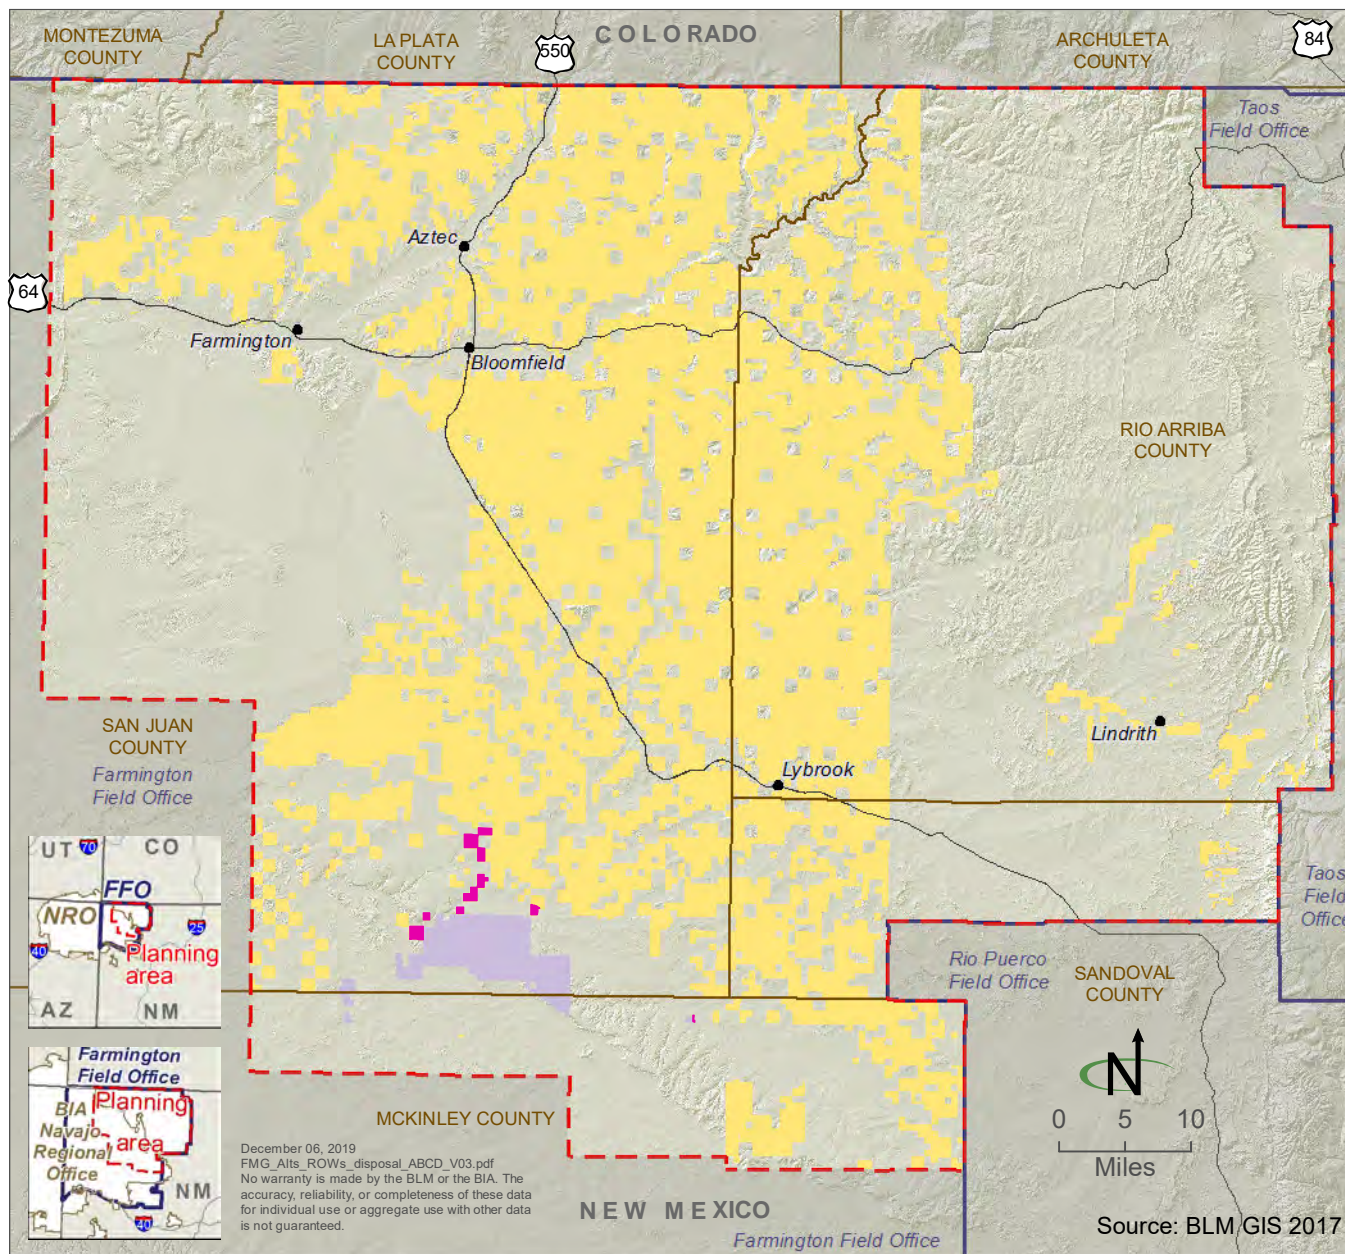 MONTEZUMA
COUNTY
LA PLATA
COUNTY
550
COLORADO
ARCHULETA
COUNTY
84
Taos
Field Office
Aztec
64
Farmington
Bloomfield
RIO ARRIBA
COUNTY
SAN JUAN
COUNTY
Farmington
Field Office
Lindrith
Lybrook
UT
70
CO
FFO
NRO
25
40
Planning
area
AZ
NM
Taos
Field
Office
Rio Puerco
Field Office
SANDOVAL
COUNTY
N
0 5 10
Miles
Farmington
Field Office
BIA
Navajo
Regional
Office
Planning
area
NM
40
MCKINLEY COUNTY
December 06, 2019
FMG_Alts_ROWs_disposal_ABCD_V03.pdf
No warranty is made by the BLM or the BIA. The
accuracy, reliability, or completeness of these data
for individual use or aggregate use with other data
is not guaranteed.
NEW MEXICO
Source: BLM GIS 2017
Farmington Field Office